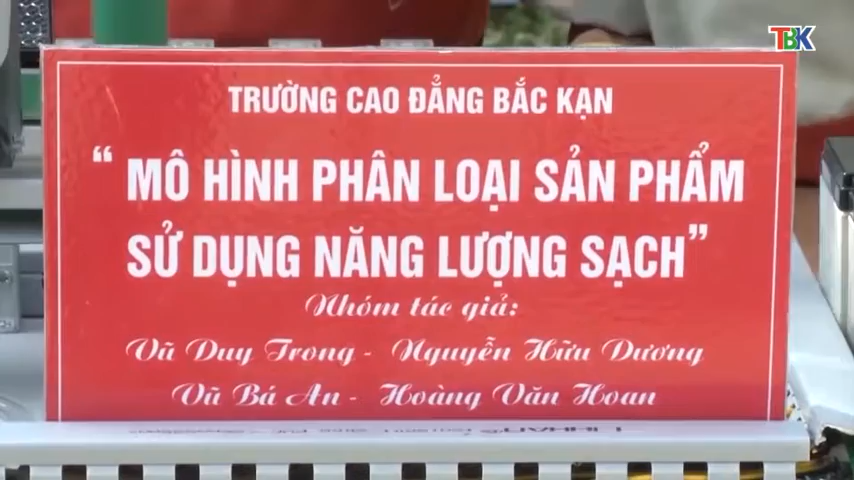 TBK
TRƯỜNG CAO ĐẲNG BẮC KẠN
“MÔ HÌNH PHÂN LOẠI SẢN PHẨM
SỬ DỤNG NĂNG LƯỢNG SẠCH”
Nhóm tác giả:
Vũ Duy Trong - Nguyễn Hữu Dương
Vũ Bá An - Hoàng Văn Hoan